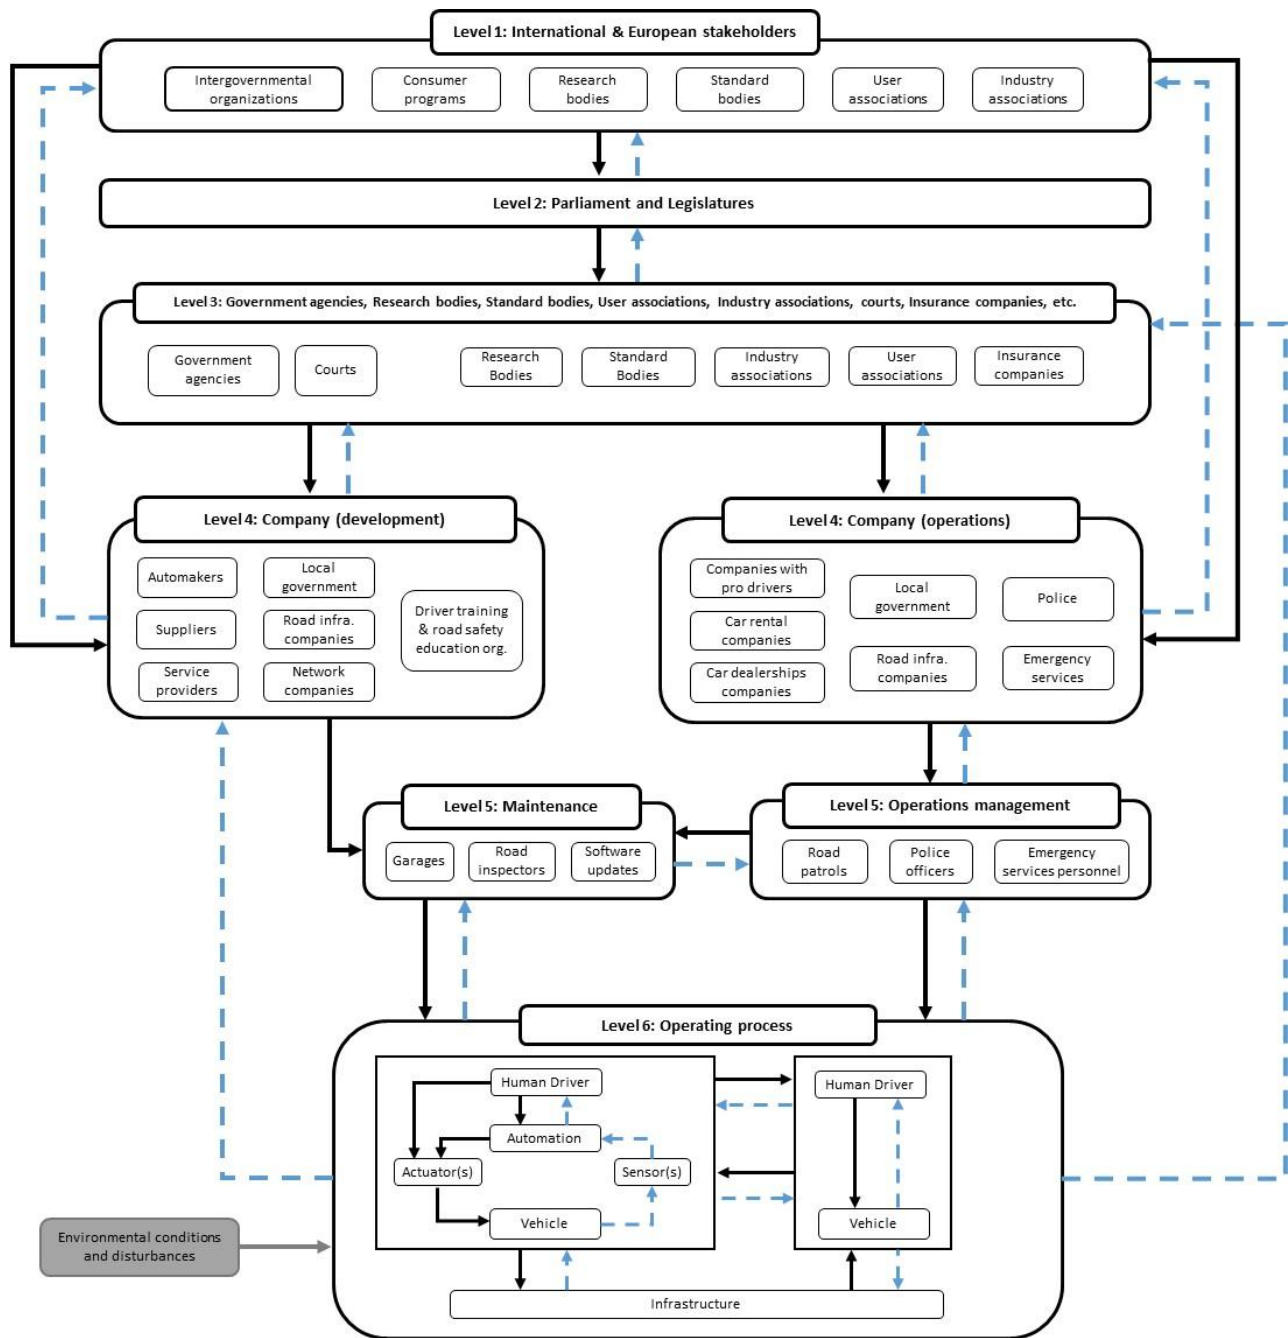 Level 1: International & European stakeholders
Intergovernmental
organizations
Consumer
programs
Research
bodies
Standard
bodies
User
associations
Industry
associations
Level 2: Parliament and Legislatures
Level 3: Government agencies, Research bodies, Standard bodies, User associations, Industry associations, courts, Insurance companies, etc.
Government
agencies
Courts
Research
Bodies
Standard
Bodies
Industry
associations
User
associations
Insurance
companies
Level 4: Company (development)
Automakers
Local
government
Suppliers
Road infra.
companies
Service
providers
Network
companies
Driver training
& road safety
education org.
Level 4: Company (operations)
Companies with
pro drivers
Local
government
Police
Car rental
companies
Car dealerships
companies
Road infra.
companies
Emergency
services
Level 5: Maintenance
Garages
Road
inspectors
Software
updates
Level 5: Operations management
Road
patrols
Police
officers
Emergency
services personnel
Level 6: Operating process
Human Driver
Automation
Actuator(s)
Sensor(s)
Vehicle
Human Driver
Vehicle
Infrastructure
Environmental conditions
and disturbances